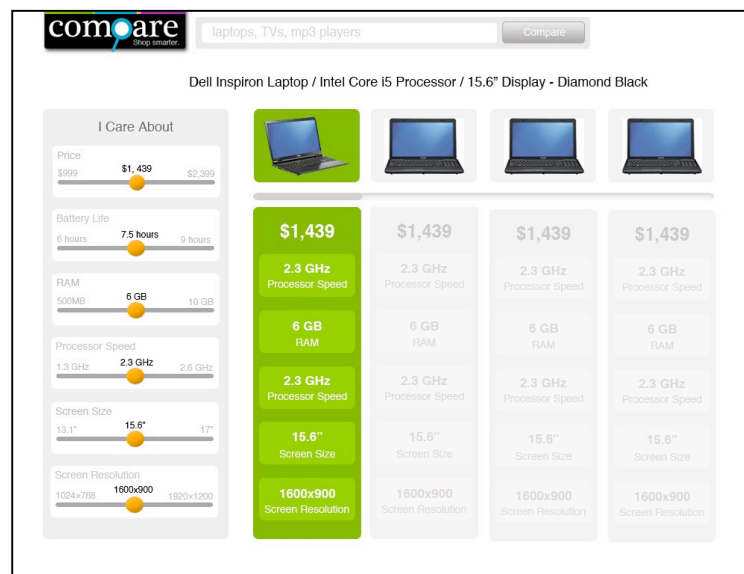 compare
Shop smarter.
laptops, TVs, mp3 players
Compare
Dell Inspiron Laptop / Intel Core i5 Processor / 15.6” Display - Diamond Black
I Care About
Price
$999
$1, 439
$2,399
Battery Life
6 hours
7.5 hours
9 hours
RAM
500MB
6 GB
10 GB
Processor Speed
1.3 GHz
2.3 GHz
2.6 GHz
Screen Size
13.1"
15.6"
17"
Screen Resolution
1024×768
1600x900
1920×1200
$1,439
2.3 GHz
Processor Speed
6 GB
RAM
2.3 GHz
Processor Speed
15.6”
Screen Size
1600x900
Screen Resolution
$1,439
2.3 GHz
Processor Speed
6 GB
RAM
2.3 GHz
Processor Speed
15.6”
Screen Size
1600x900
Screen Resolution
$1,439
2.3 GHz
Processor Speed
6 GB
RAM
2.3 GHz
Processor Speed
15.6”
Screen Size
1600x900
Screen Resolution
$1,439
2.3 GHz
Processor Speed
6 GB
RAM
2.3 GHz
Processor Speed
15.6”
Screen Size
1600x900
Screen Resolution